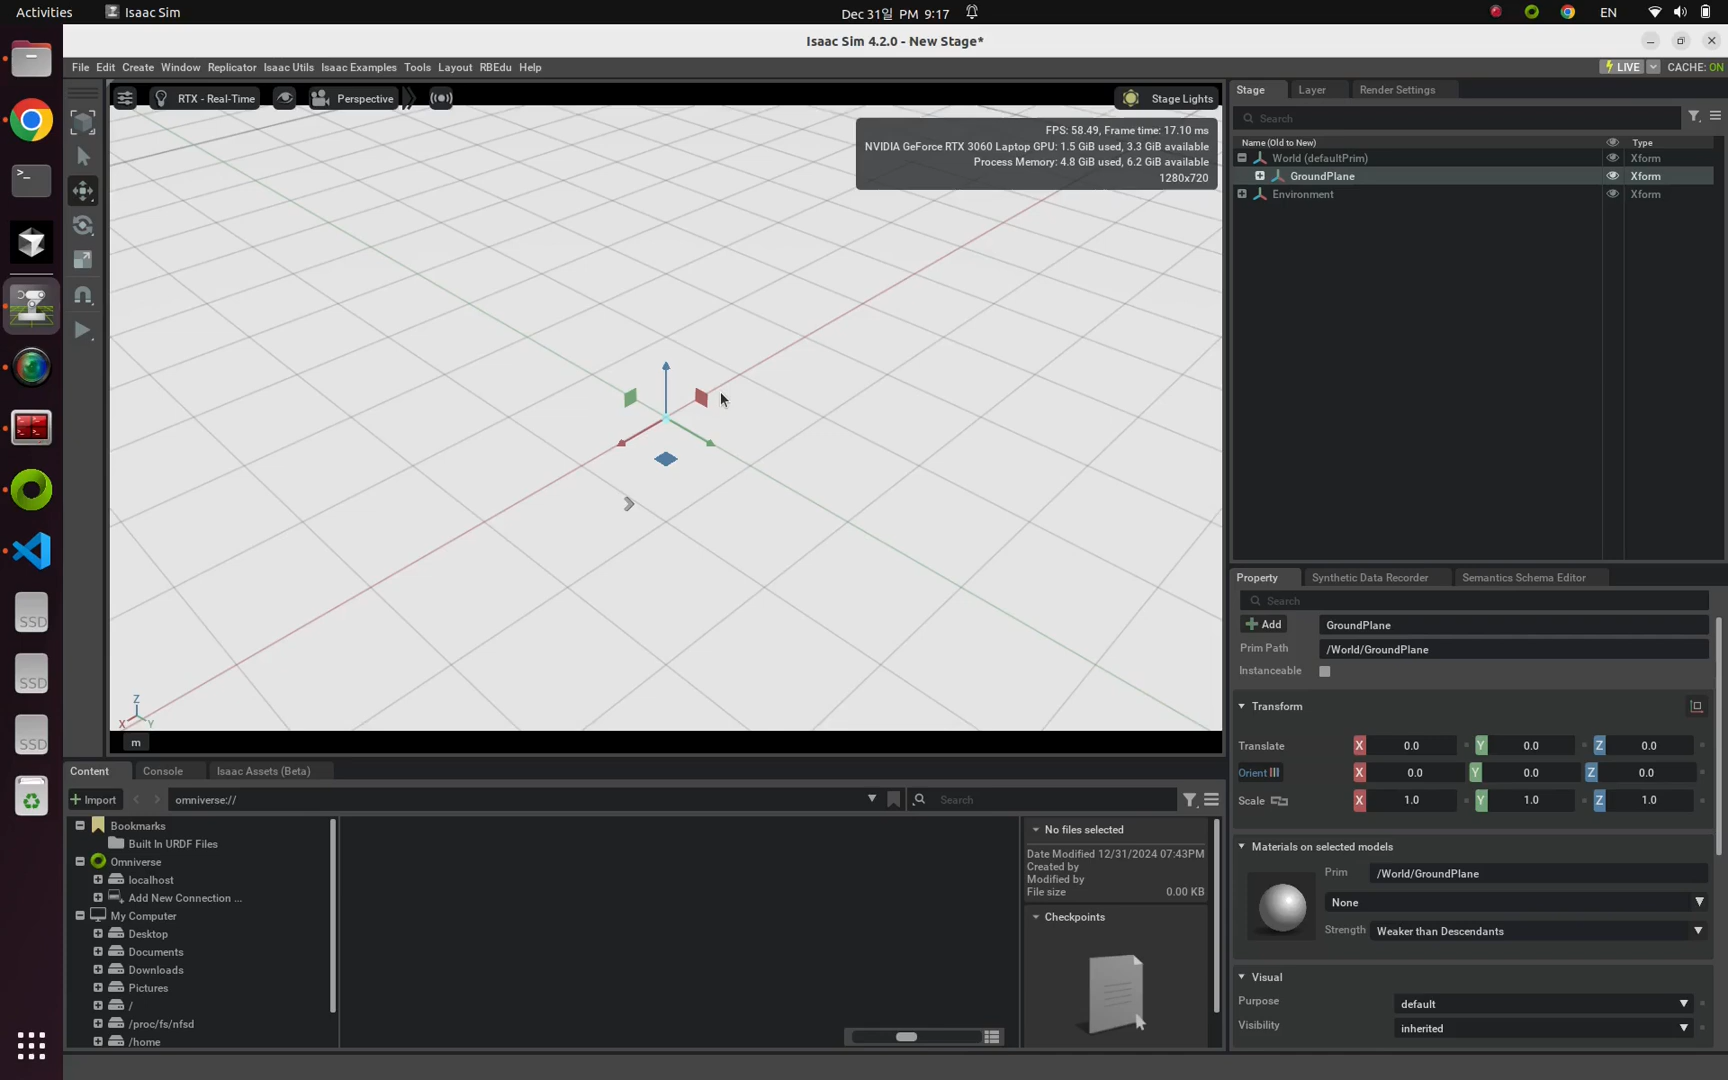 Activities Isaac Sim Dec 31일 PM 9:17 EN
Isaac Sim 4.2.0 - New Stage*
File Edit Create Window Replicator Isaac Utils Isaac Examples Tools Layout RBEdu Help LIVE CACHE: ON
RTX - Real-Time Perspective Stage Lights
FPS: 58.49, Frame time: 17.10 ms
NVIDIA GeForce RTX 3060 Laptop GPU: 1.5 GiB used, 3.3 GiB available
Process Memory: 4.8 GiB used, 6.2 GiB available
1280x720
Z
X Y
m
Stage Layer Render Settings
Search
Name (Old to New) Type
World (defaultPrim) Xform
GroundPlane Xform
Environment Xform
Property Synthetic Data Recorder Semantics Schema Editor
Search
Add GroundPlane
Prim Path /World/GroundPlane
Instanceable
Transform
Translate X 0.0 Y 0.0 Z 0.0
Orient X 0.0 Y 0.0 Z 0.0
Scale X 1.0 Y 1.0 Z 1.0
Materials on selected models
Prim /World/GroundPlane
None
Strength Weaker than Descendants
Visual
Purpose default
Visibility inherited
Content Console Isaac Assets (Beta)
Import omniverse:// Search
Bookmarks
Built In URDF Files
Omniverse
localhost
Add New Connection ...
My Computer
Desktop
Documents
Downloads
Pictures
/
/proc/fs/nfsd
/home
No files selected
Date Modified 12/31/2024 07:43PM
Created by
Modified by
File size 0.00 KB
Checkpoints
SSD
SSD
SSD